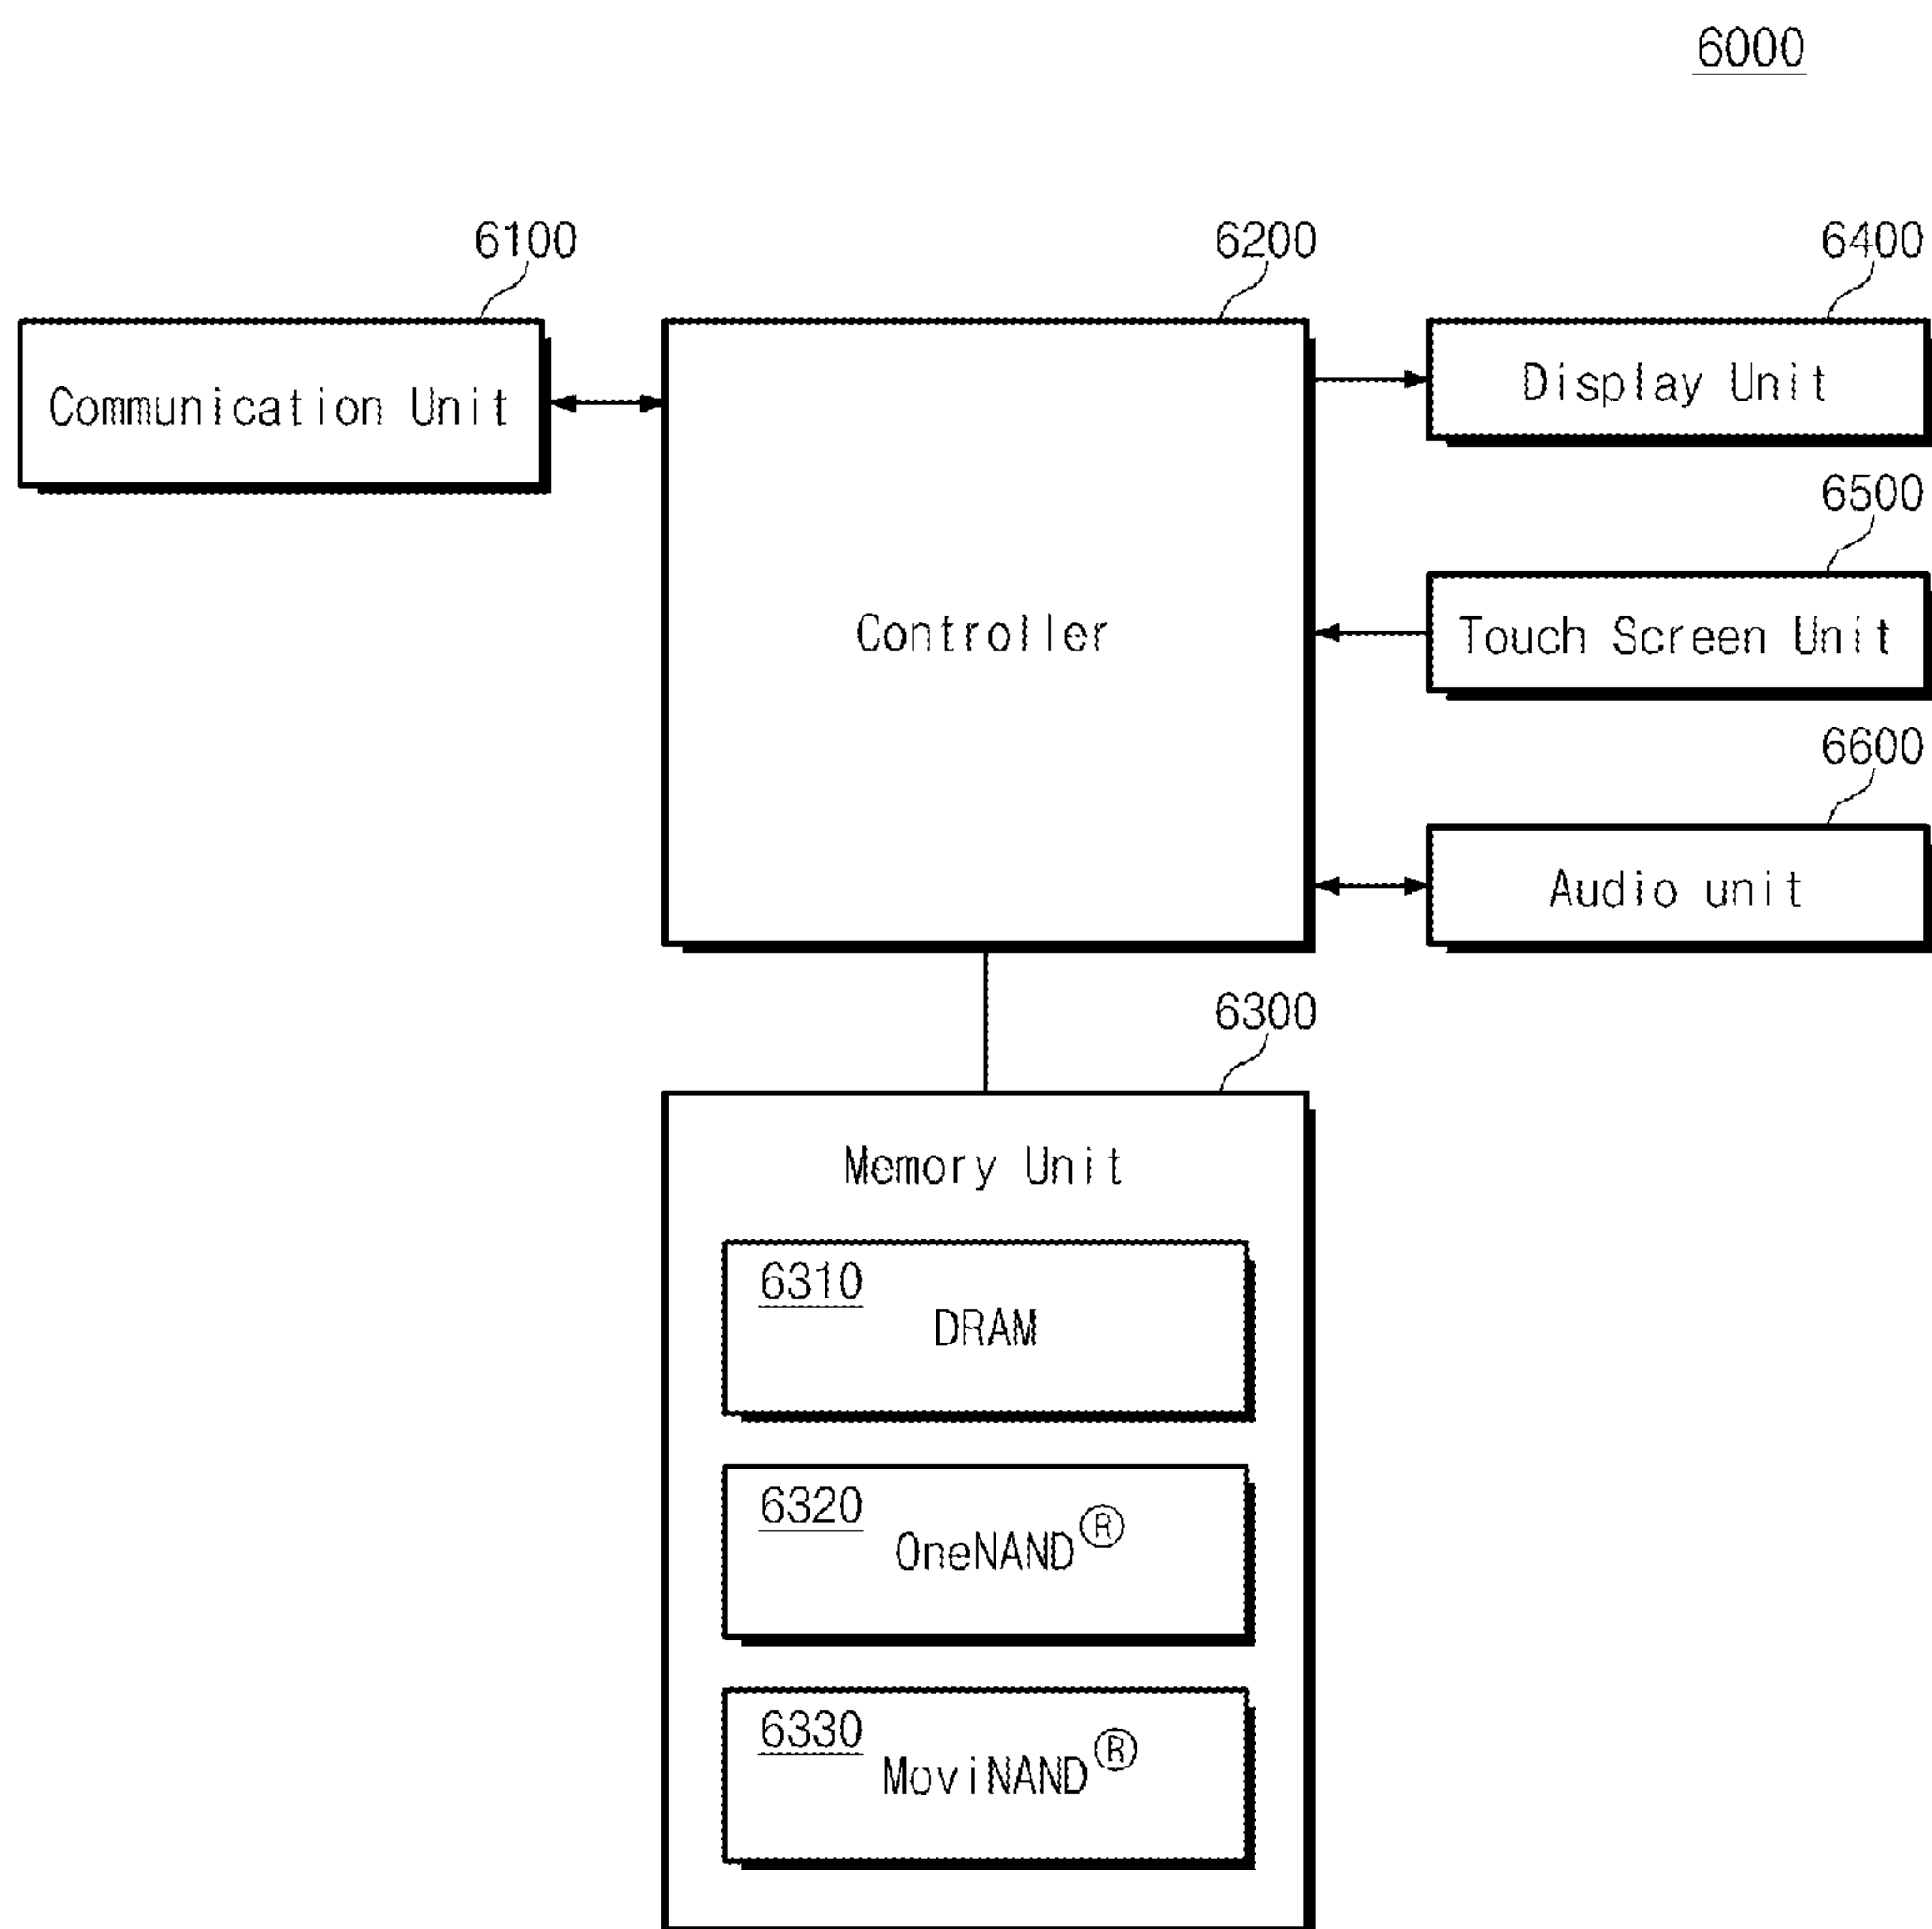 6000
6100
6200
6400
Communication Unit
Display Unit
6500
Controller
Touch Screen Unit
6600
Audio unit
6300
Memory Unit
6310
DRAM
6320
OneNAND®
6330
MoviNAND®